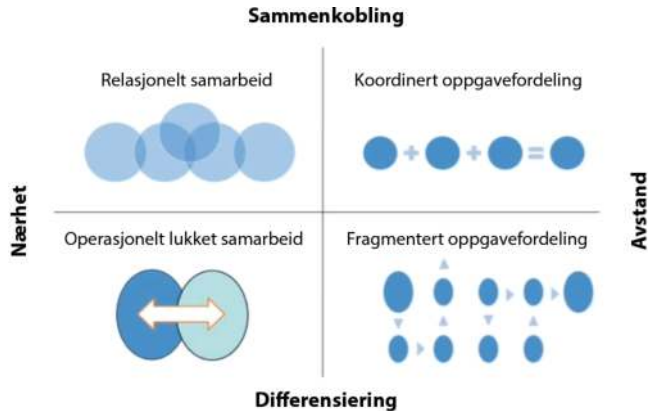 Sammenkobling
Relasjonelt samarbeid
Koordinert oppgavefordeling
Nærhet
Avstand
Operasjonelt lukket samarbeid
Fragmentert oppgavefordeling
Differensiering